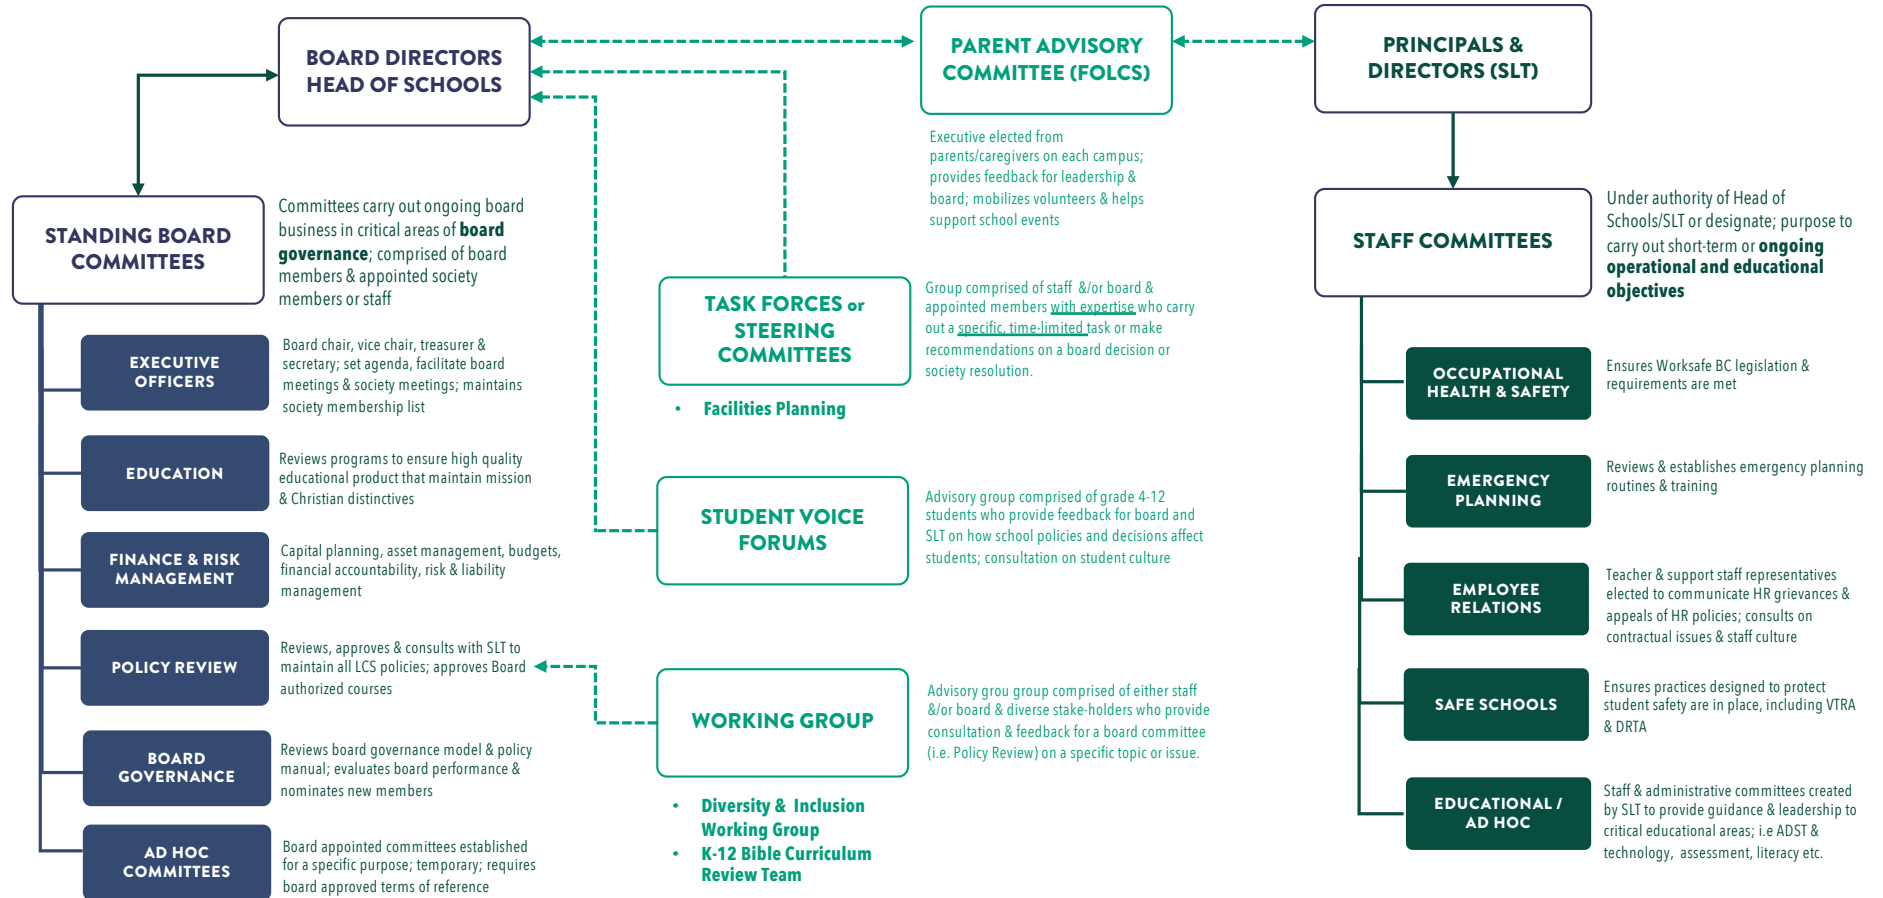 BOARD DIRECTORS
HEAD OF SCHOOLS
PARENT ADVISORY
COMMITTEE (FOLCS)
Executive elected from
parents/caregivers on each campus;
provides feedback for leadership &
board; mobilizes volunteers & helps
support school events
PRINCIPALS &
DIRECTORS (SLT)
STANDING BOARD
COMMITTEES
Committees carry out ongoing board
business in critical areas of board
governance; comprised of board
members & appointed society
members or staff
EXECUTIVE
OFFICERS
Board chair, vice chair, treasurer &
secretary; set agenda, facilitate board
meetings & society meetings; maintains
society membership list
EDUCATION
Reviews programs to ensure high quality
educational product that maintain mission
& Christian distinctives
FINANCE & RISK
MANAGEMENT
Capital planning, asset management, budgets,
financial accountability, risk & liability
management
POLICY REVIEW
Reviews, approves & consults with SLT to
maintain all LCS policies; approves Board
authorized courses
BOARD
GOVERNANCE
Reviews board governance model & policy
manual; evaluates board performance &
nominates new members
AD HOC
COMMITTEES
Board appointed committees established
for a specific purpose; temporary; requires
board approved terms of reference
TASK FORCES or
STEERING
COMMITTEES
Group comprised of staff &/or board &
appointed members with expertise who carry
out a specific, time-limited task or make
recommendations on a board decision or
society resolution.
• Facilities Planning
STUDENT VOICE
FORUMS
Advisory group comprised of grade 4-12
students who provide feedback for board and
SLT on how school policies and decisions affect
students; consultation on student culture
WORKING GROUP
Advisory grou group comprised of either staff
&/or board & diverse stake-holders who provide
consultation & feedback for a board committee
(i.e. Policy Review) on a specific topic or issue.
• Diversity & Inclusion
Working Group
• K-12 Bible Curriculum
Review Team
STAFF COMMITTEES
Under authority of Head of
Schools/SLT or designate; purpose to
carry out short-term or ongoing
operational and educational
objectives
OCCUPATIONAL
HEALTH & SAFETY
Ensures Worksafe BC legislation &
requirements are met
EMERGENCY
PLANNING
Reviews & establishes emergency planning
routines & training
EMPLOYEE
RELATIONS
Teacher & support staff representatives
elected to communicate HR grievances &
appeals of HR policies; consults on
contractual issues & staff culture
SAFE SCHOOLS
Ensures practices designed to protect
student safety are in place, including VTRA
& DRTA
EDUCATIONAL /
AD HOC
Staff & administrative committees created
by SLT to provide guidance & leadership to
critical educational areas; i.e ADST &
technology, assessment, literacy etc.